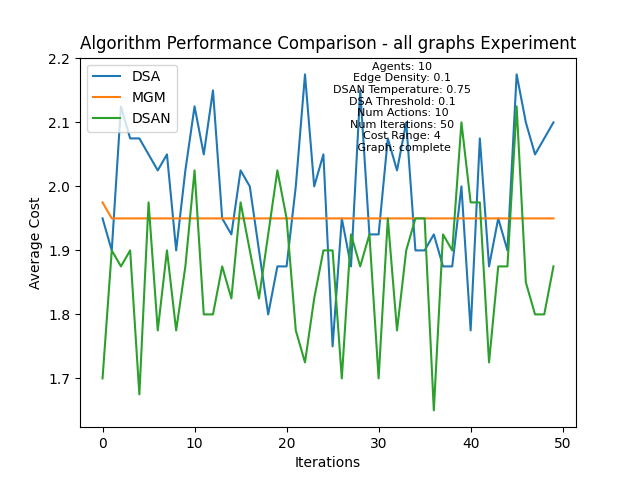 Algorithm Performance Comparison - all graphs Experiment
DSA
MGM
DSAN
Agents: 10
Edge Density: 0.1
DSAN Temperature: 0.75
DSA Threshold: 0.1
Num Actions: 10
Num Iterations: 50
Cost Range: 4
Graph: complete
Average Cost
2.2
2.1
2.0
1.9
1.8
1.7
0 10 20 30 40 50
Iterations